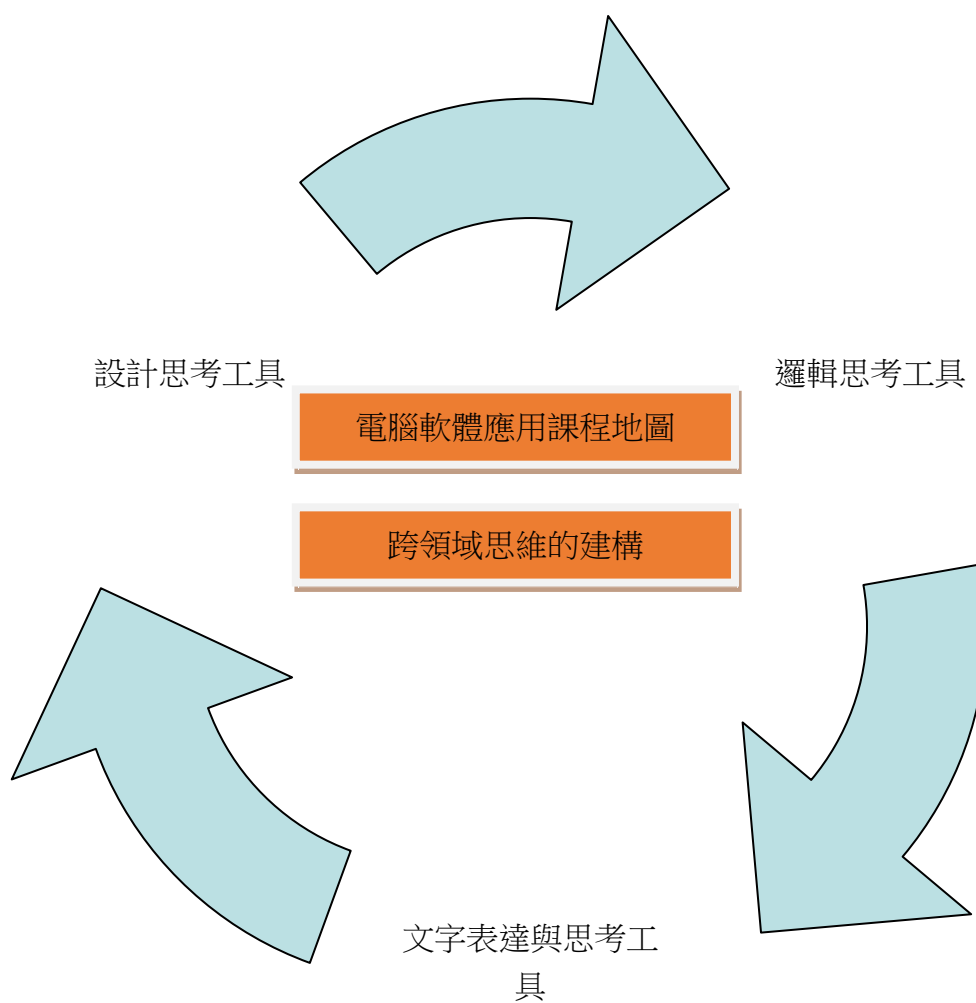 設計思考工具
邏輯思考工具
電腦軟體應用課程地圖
跨領域思維的建構
文字表達與思考工
具